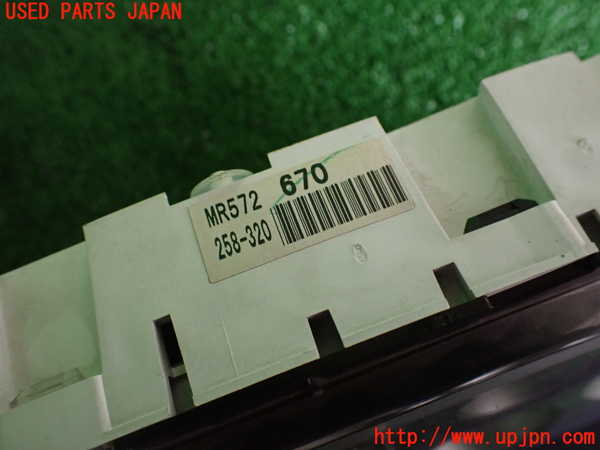 USED PARTS JAPAN
MR572 670
258-320
http://www.upjpn.com/